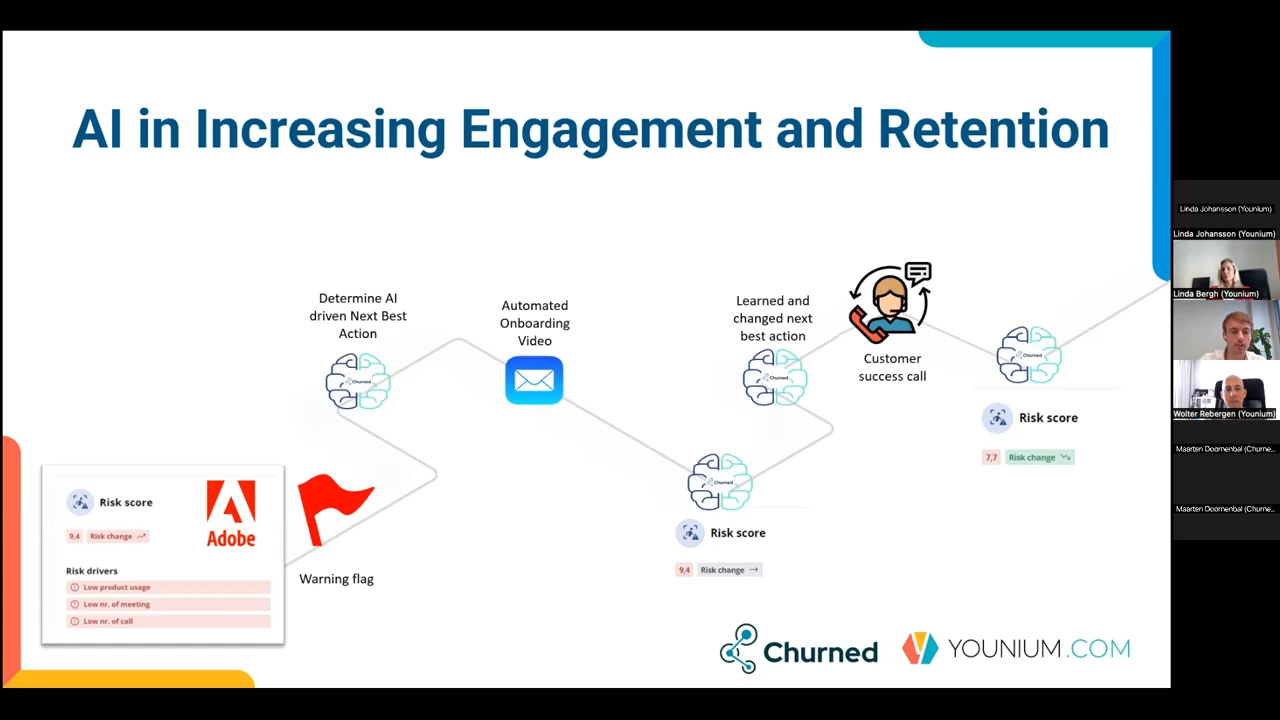 AI in Increasing Engagement and Retention
Determine AI
driven Next Best
Action
Churned
Automated
Onboarding
Video
Learned and
changed next
best action
Churned
Customer
success call
Churned
Risk score
7,7 Risk change
Risk score
9,4 Risk change
Adobe
Risk drivers
Low product usage
Low nr. of meeting
Low nr. of call
Warning flag
Churned
Risk score
9,4 Risk change
Churned
YOUNIUM.COM
Linda Johansson (Younium)
Linda Johansson (Younium)
Linda Bergh (Younium)
Wolter Rebergen (Younium)
Maarten Doornenbal (Churne...
Maarten Doornenbal (Churne...